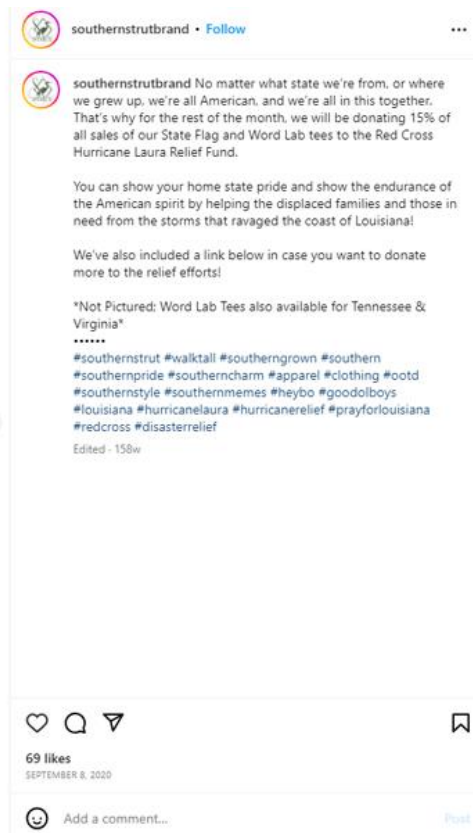 southernstrutbrand • Follow
southernstrutbrand No matter what state we're from, or where
we grew up, we're all American, and we're all in this together.
That's why for the rest of the month, we will be donating 15% of
all sales of our State Flag and Word Lab tees to the Red Cross
Hurricane Laura Relief Fund.
You can show your home state pride and show the endurance of
the American spirit by helping the displaced families and those in
need from the storms that ravaged the coast of Louisiana!
We've also included a link below in case you want to donate
more to the relief efforts!
*Not Pictured: Word Lab Tees also available for Tennessee &
Virginia*
••••••
#southernstrut #walktall #southerngrown #southern
#southernpride #southerncharm #apparel #clothing #ootd
#southernstyle #southernmemes #heybo #goodolboys
#louisiana #hurricanelaura #hurricanerelief #prayforlouisiana
#redcross #disasterrelief
Edited · 158w
69 likes
SEPTEMBER 8, 2020
Add a comment...
Post